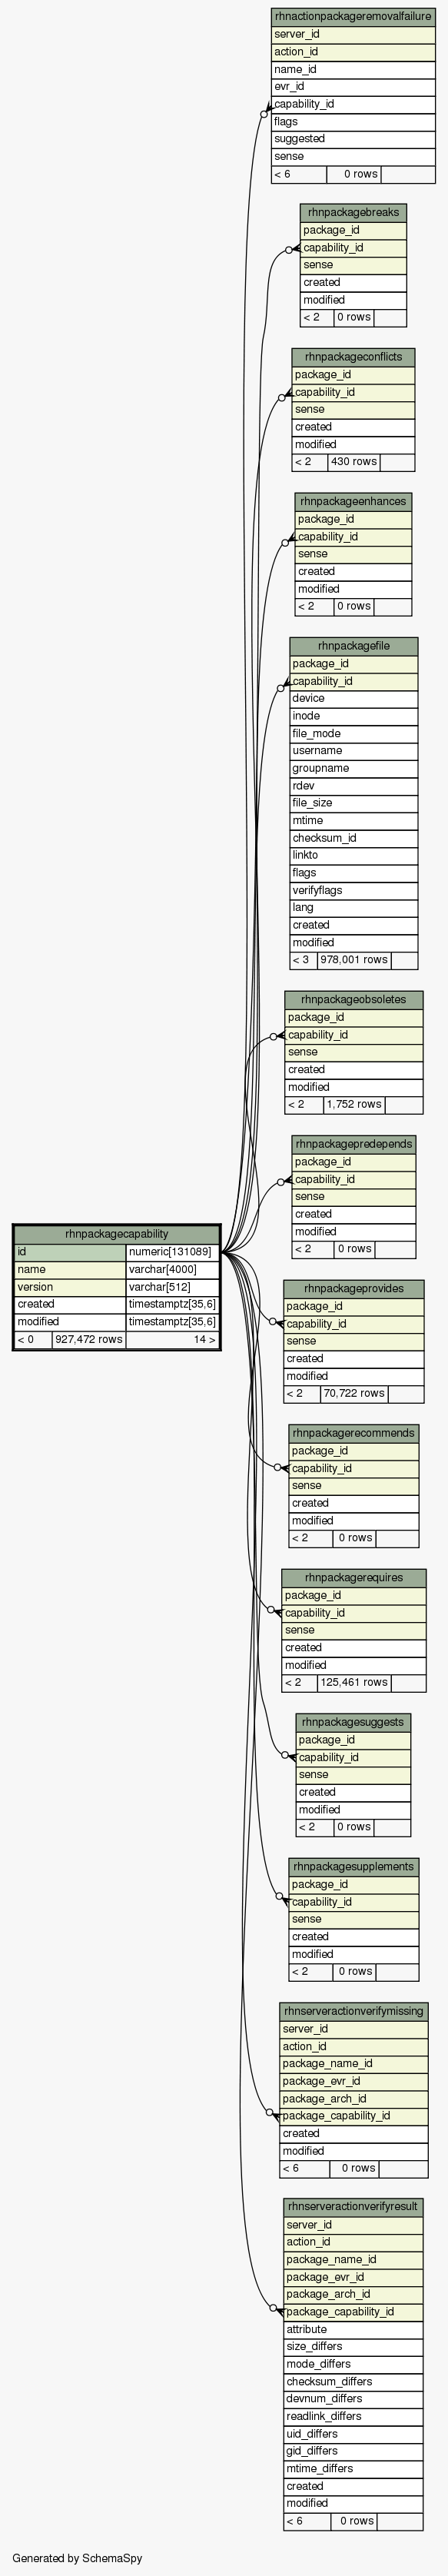 rhnactionpackageremovalfailure
server_id
action_id
name_id
evr_id
capability_id
flags
suggested
sense
< 6 0 rows
rhnpackagebreaks
package_id
capability_id
sense
created
modified
< 2 0 rows
rhnpackageconflicts
package_id
capability_id
sense
created
modified
< 2 430 rows
rhnpackageenhances
package_id
capability_id
sense
created
modified
< 2 0 rows
rhnpackagefile
package_id
capability_id
device
inode
file_mode
username
groupname
rdev
file_size
mtime
checksum_id
linkto
flags
verifyflags
lang
created
modified
< 3 978,001 rows
rhnpackageobsoletes
package_id
capability_id
sense
created
modified
< 2 1,752 rows
rhnpackagepredepends
package_id
capability_id
sense
created
modified
< 2 0 rows
rhnpackagecapability
id numeric[131089]
name varchar[4000]
version varchar[512]
created timestamptz[35,6]
modified timestamptz[35,6]
< 0 927,472 rows 14 >
rhnpackageprovides
package_id
capability_id
sense
created
modified
< 2 70,722 rows
rhnpackagerecommends
package_id
capability_id
sense
created
modified
< 2 0 rows
rhnpackagerequires
package_id
capability_id
sense
created
modified
< 2 125,461 rows
rhnpackagesuggests
package_id
capability_id
sense
created
modified
< 2 0 rows
rhnpackagesupplements
package_id
capability_id
sense
created
modified
< 2 0 rows
rhnserveractionverifymissing
server_id
action_id
package_name_id
package_evr_id
package_arch_id
package_capability_id
created
modified
< 6 0 rows
rhnserveractionverifyresult
server_id
action_id
package_name_id
package_evr_id
package_arch_id
package_capability_id
attribute
size_differs
mode_differs
checksum_differs
devnum_differs
readlink_differs
uid_differs
gid_differs
mtime_differs
created
modified
< 6 0 rows
Generated by SchemaSpy